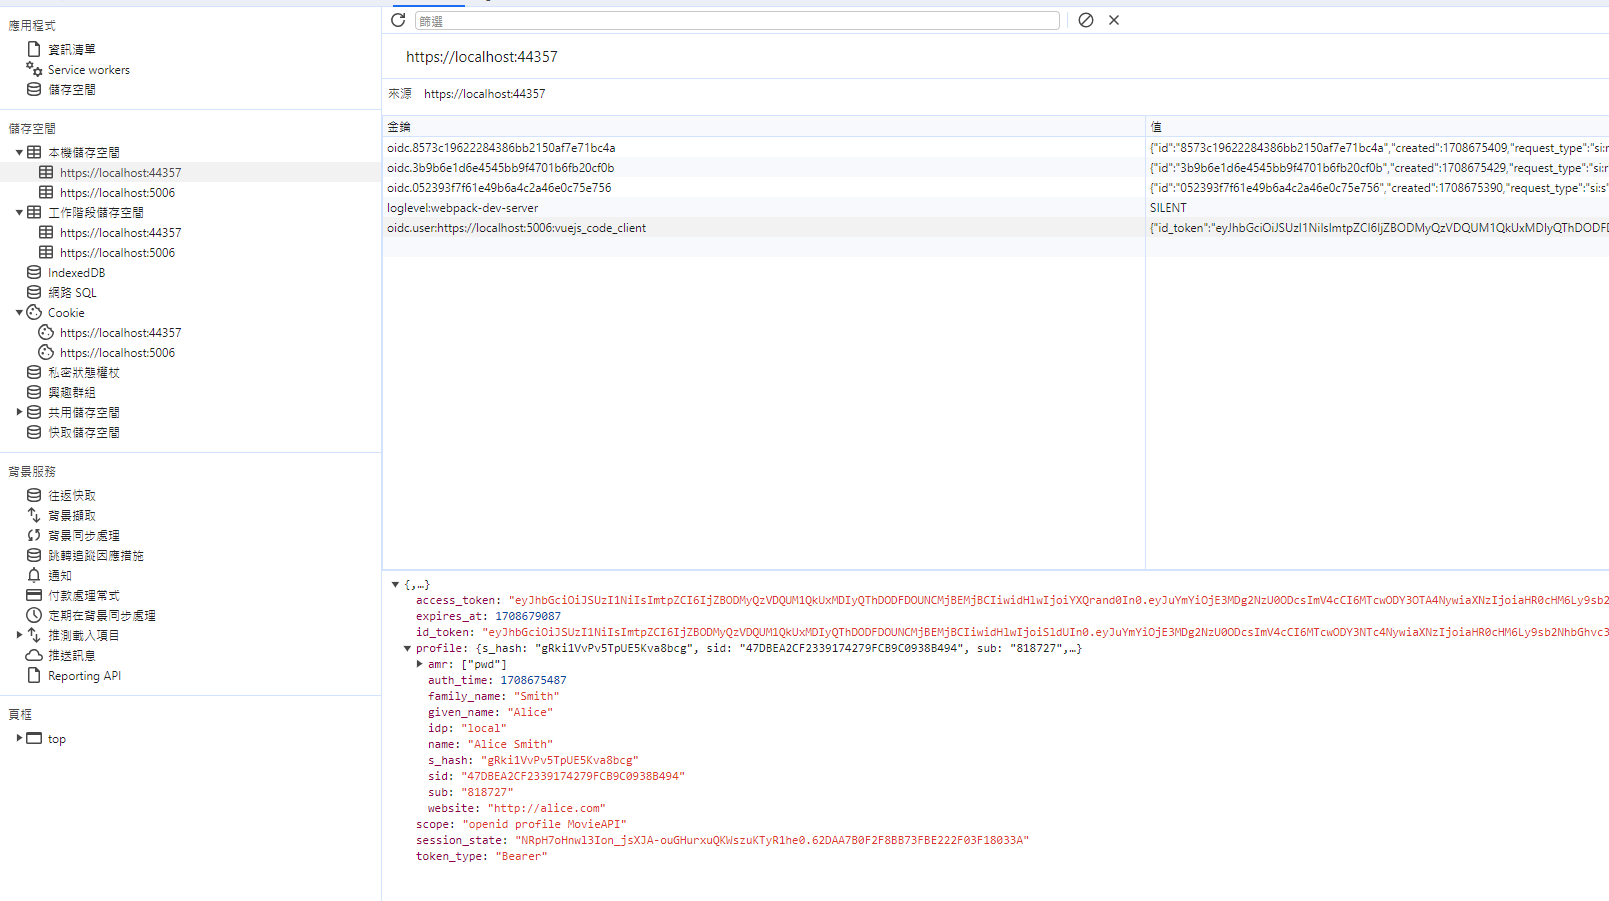 應用程式
資訊清單
Service workers
儲存空間
儲存空間
本機儲存空間
https://localhost:44357
https://localhost:5006
工作階段儲存空間
https://localhost:44357
https://localhost:5006
IndexedDB
網路 SQL
Cookie
https://localhost:44357
https://localhost:5006
私密狀態權杖
興趣群組
共用儲存空間
快取儲存空間
背景服務
往返快取
背景擷取
背景同步處理
跳轉追蹤因應措施
通知
付款處理常式
定期在背景同步處理
推測載入項目
推送訊息
Reporting API
頁框
top
篩選
https://localhost:44357
來源 https://localhost:44357
金鑰 值
oidc.8573c19622284386bb2150af7e71bc4a {"id":"8573c19622284386bb2150af7e71bc4a","created":1708675409,"request_type":"si:r
oidc.3b9b6e1d6e4545bb9f4701b6fb20cf0b {"id":"3b9b6e1d6e4545bb9f4701b6fb20cf0b","created":1708675429,"request_type":"si:r
oidc.052393f7f61e49b6a4c2a46e0c75e756 {"id":"052393f7f61e49b6a4c2a46e0c75e756","created":1708675390,"request_type":"si:s"
loglevel:webpack-dev-server SILENT
oidc.user:https://localhost:5006:vuejs_code_client {"id_token":"eyJhbGciOiJSUzI1NiIsImtpZCI6IjZBODMyQzVDQUM1QkUxMDIyQThDODFD
{,…}
access_token: "eyJhbGciOiJSUzI1NiIsImtpZCI6IjZBODMyQzVDQUM1QkUxMDIyQThDODFDOUNCMjBEMjBCIiwidHlwIjoiYXQrand0In0.eyJuYmYiOjE3MDg2NzU0ODcsImV4cCI6MTcwODY3OTA4NywiaXNzIjoiaHR0cHM6Ly9sb2
expires_at: 1708679087
id_token: "eyJhbGciOiJSUzI1NiIsImtpZCI6IjZBODMyQzVDQUM1QkUxMDIyQThDODFDOUNCMjBEMjBCIiwidHlwIjoiSldUIn0.eyJuYmYiOjE3MDg2NzU0ODcsImV4cCI6MTcwODY3NTc4NywiaXNzIjoiaHR0cHM6Ly9sb2NhbGhvc3
profile: {s_hash: "gRki1VvPv5TpUE5Kva8bcg", sid: "47DBEA2CF2339174279FCB9C0938B494", sub: "818727",…}
amr: ["pwd"]
auth_time: 1708675487
family_name: "Smith"
given_name: "Alice"
idp: "local"
name: "Alice Smith"
s_hash: "gRki1VvPv5TpUE5Kva8bcg"
sid: "47DBEA2CF2339174279FCB9C0938B494"
sub: "818727"
website: "http://alice.com"
scope: "openid profile MovieAPI"
session_state: "NRpH7oHnwl3Ion_jsXJA-ouGHurxuQKWszuKTyR1he0.62DAA7B0F2F8BB73FBE222F03F18033A"
token_type: "Bearer"